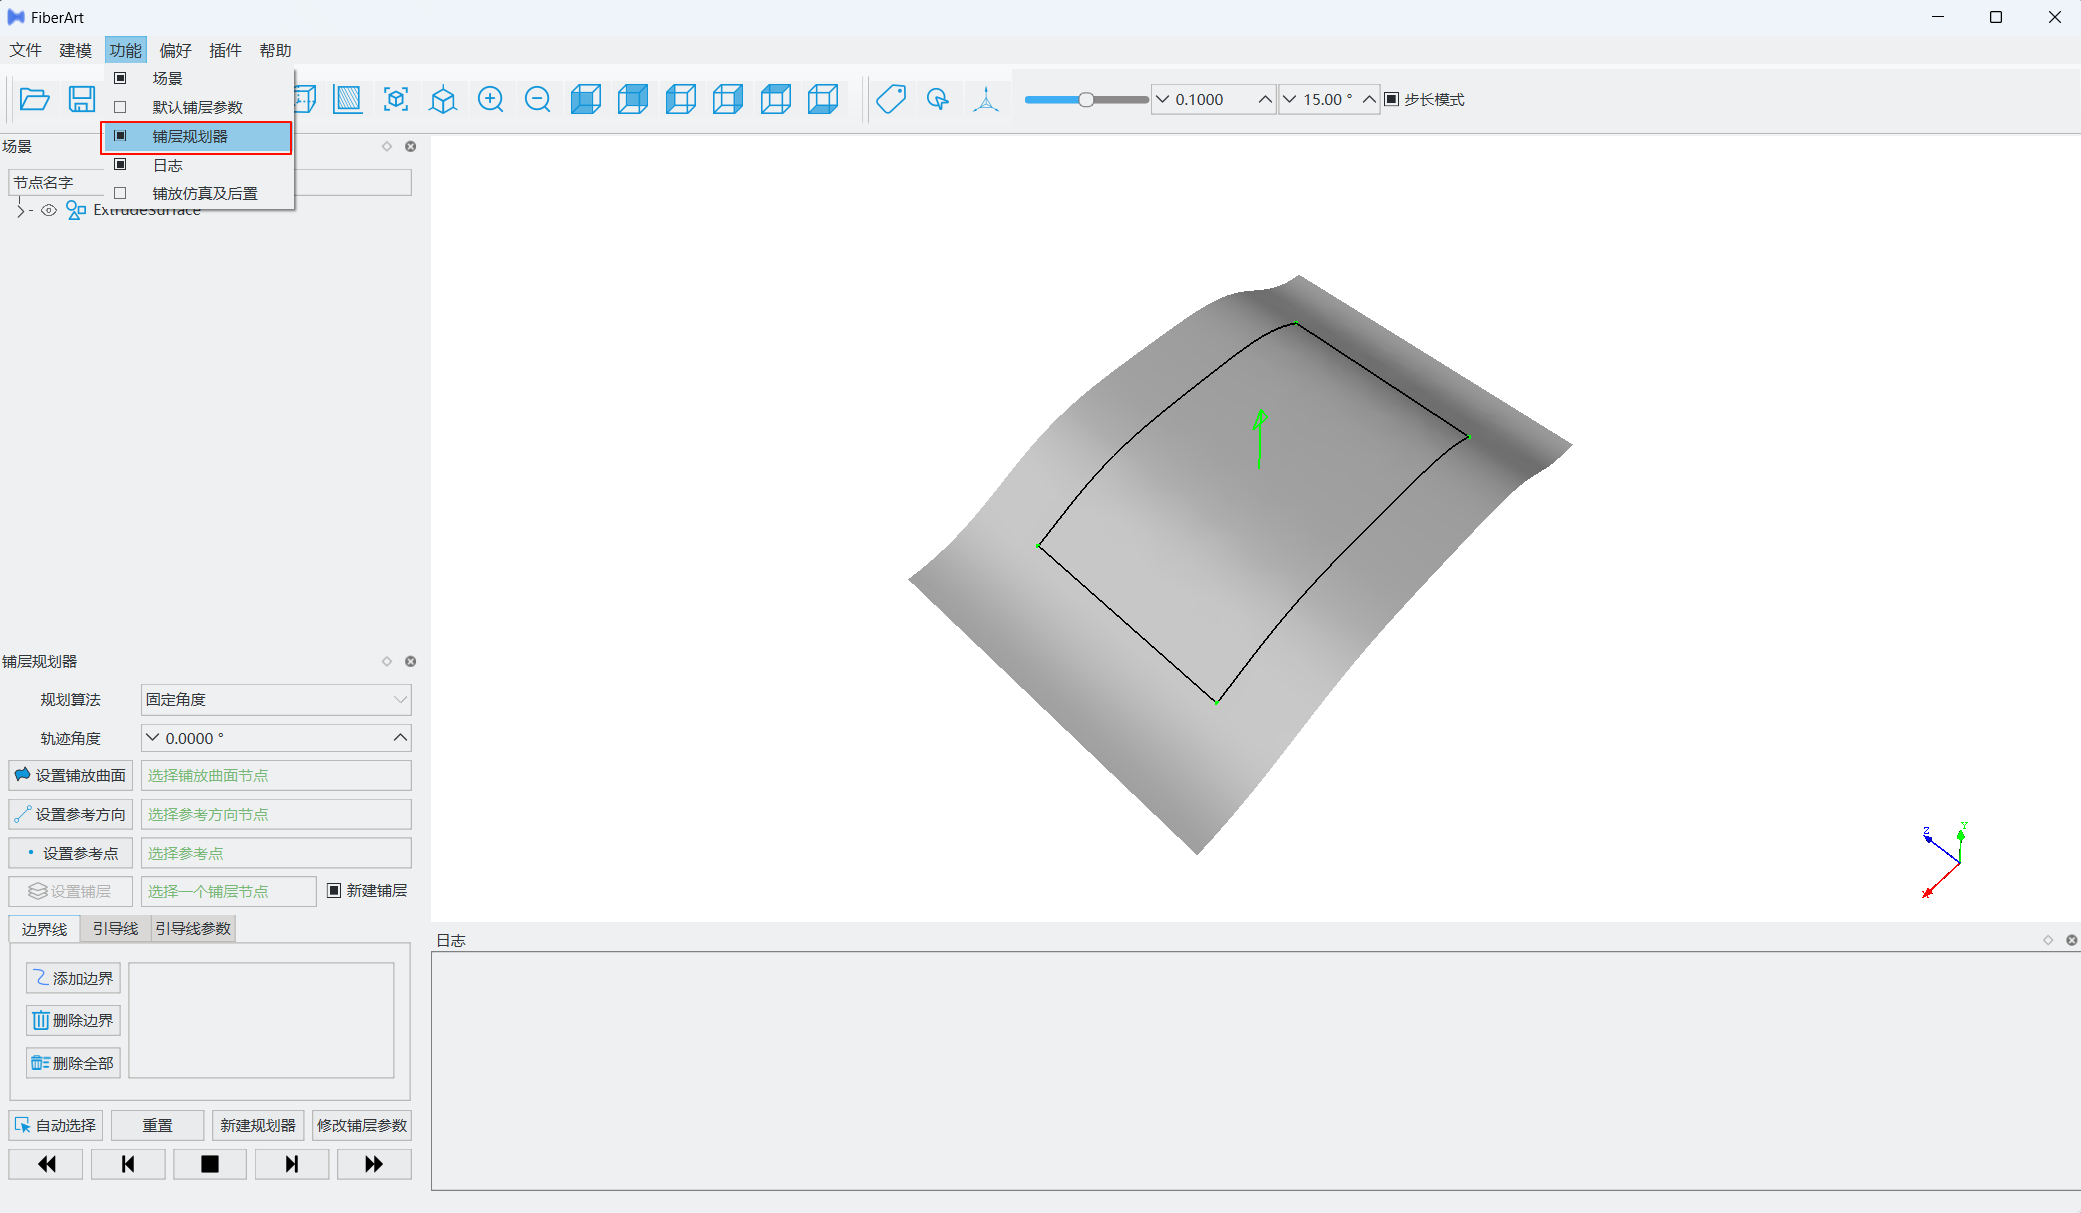 FiberArt
文件 建模 功能 偏好 插件 帮助
场景
默认铺层参数
铺层规划器
日志
铺放仿真及后置
0.1000 15.00 ° 步长模式
场景
节点名字
ExtrudeSurface
铺层规划器
规划算法 固定角度
轨迹角度 0.0000 °
设置铺放曲面 选择铺放曲面节点
设置参考方向 选择参考方向节点
设置参考点 选择参考点
设置铺层 选择一个铺层节点 新建铺层
边界线 引导线 引导线参数
添加边界
删除边界
删除全部
自动选择 重置 新建规划器 修改铺层参数
Z Y
X
日志